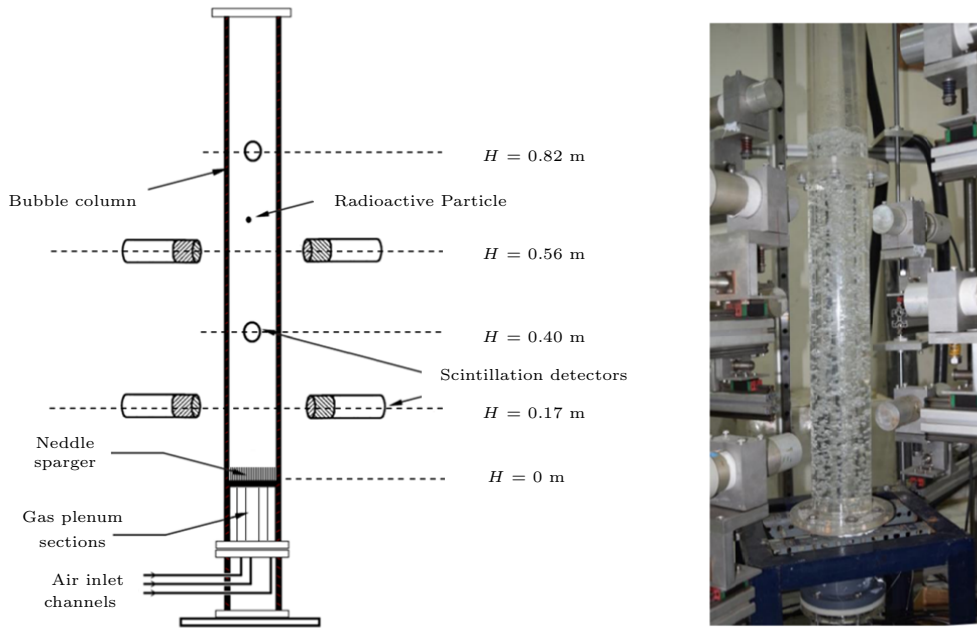 H = 0.82 m
Bubble column
Radioactive Particle
H = 0.56 m
H = 0.40 m
Scintillation detectors
H = 0.17 m
Neddle
sparger
H = 0 m
Gas plenum
sections
Air inlet
channels